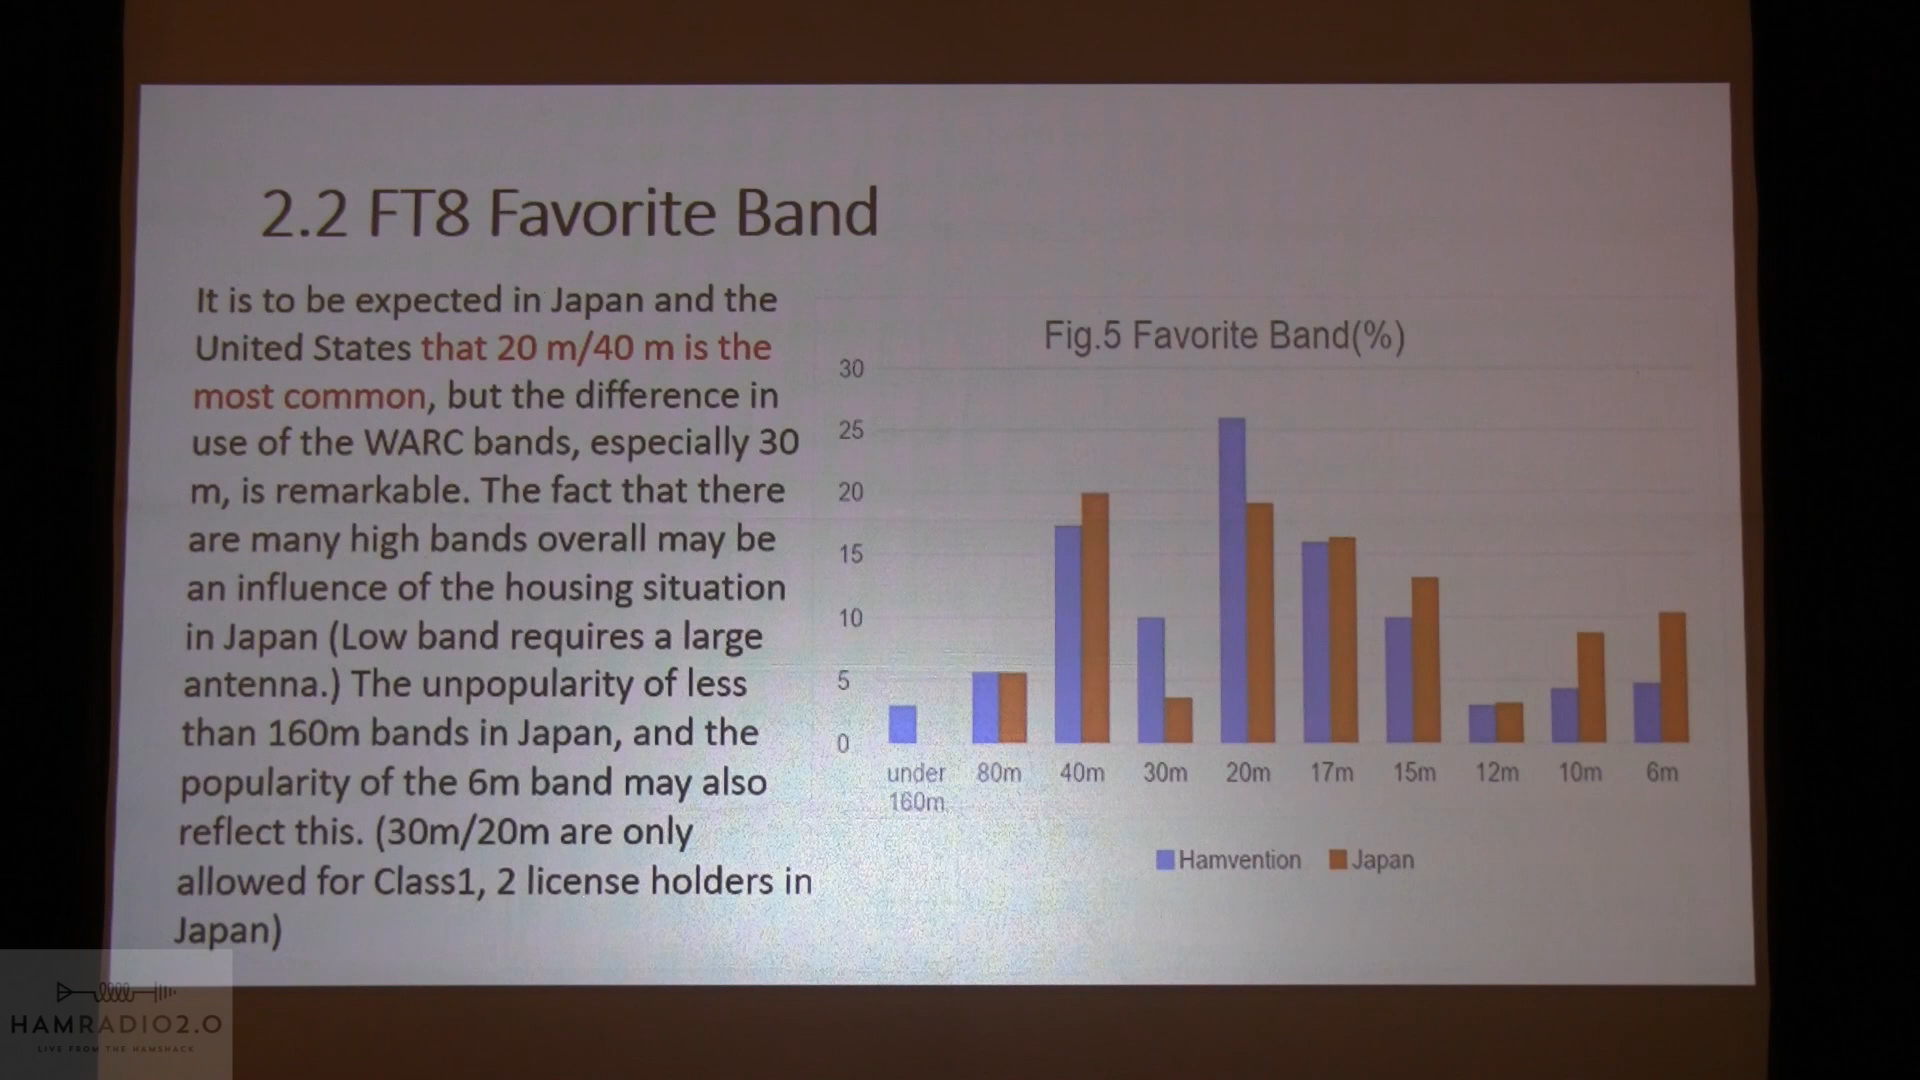 2.2 FT8 Favorite Band
It is to be expected in Japan and the
United States that 20 m/40 m is the
most common, but the difference in
use of the WARC bands, especially 30
m, is remarkable. The fact that there
are many high bands overall may be
an influence of the housing situation
in Japan (Low band requires a large
antenna.) The unpopularity of less
than 160m bands in Japan, and the
popularity of the 6m band may also
reflect this. (30m/20m are only
allowed for Class1, 2 license holders in
Japan)
Fig.5 Favorite Band(%)
30
25
20
15
10
5
0
under 80m 40m 30m 20m 17m 15m 12m 10m 6m
160m
Hamvention Japan
HAMRADIO2.0
LIVE FROM THE HAMSHACK